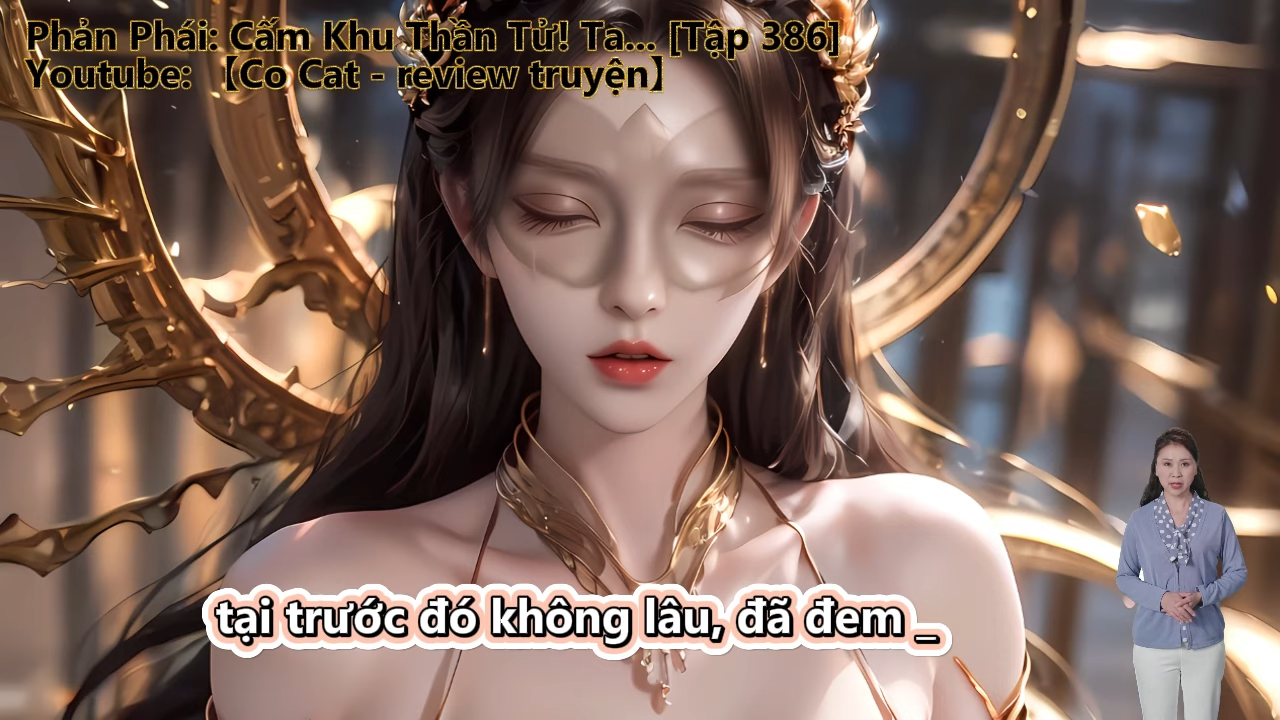 Phản Phái: Cấm Khu Thần Tử! Ta... [Tập 386]
Youtube: 【Co Cat - review truyện】
tại trước đó không lâu, đã đem _